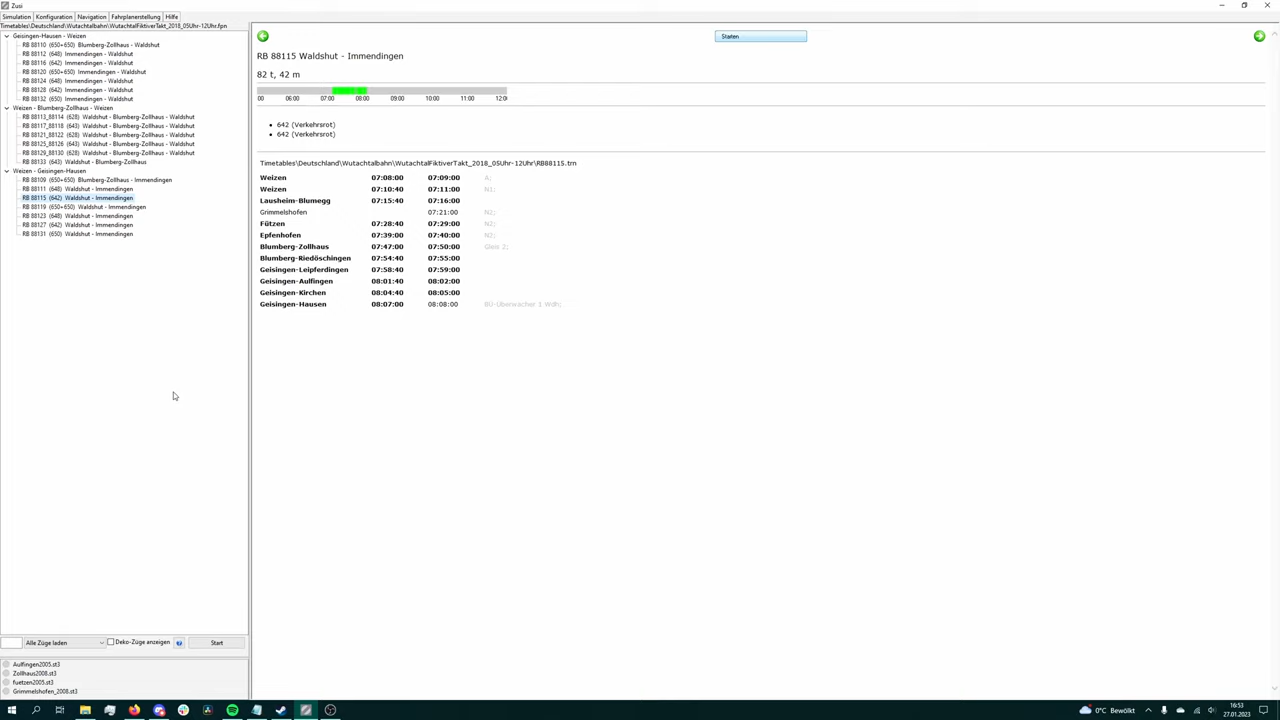 Zusi
Simulation Konfiguration Navigation Fahrplanerstellung Hilfe
Timetables\Deutschland\Wutachtalbahn\WutachtalFiktiverTakt_2018_05Uhr-12Uhr.fpn
Geisingen-Hausen - Weizen
RB 88110 (650+650) Blumberg-Zollhaus - Waldshut
RB 88112 (648) Immendingen - Waldshut
RB 88116 (642) Immendingen - Waldshut
RB 88120 (650+650) Immendingen - Waldshut
RB 88124 (648) Immendingen - Waldshut
RB 88128 (642) Immendingen - Waldshut
RB 88132 (650) Immendingen - Waldshut
Weizen - Blumberg-Zollhaus - Weizen
RB 88113_88114 (628) Waldshut - Blumberg-Zollhaus - Waldshut
RB 88117_88118 (643) Waldshut - Blumberg-Zollhaus - Waldshut
RB 88121_88122 (628) Waldshut - Blumberg-Zollhaus - Waldshut
RB 88125_88126 (643) Waldshut - Blumberg-Zollhaus - Waldshut
RB 88129_88130 (628) Waldshut - Blumberg-Zollhaus - Waldshut
RB 88133 (643) Waldshut - Blumberg-Zollhaus
Weizen - Geisingen-Hausen
RB 88109 (650+650) Blumberg-Zollhaus - Immendingen
RB 88111 (648) Waldshut - Immendingen
RB 88115 (642) Waldshut - Immendingen
RB 88119 (650+650) Waldshut - Immendingen
RB 88123 (648) Waldshut - Immendingen
RB 88127 (642) Waldshut - Immendingen
RB 88131 (650) Waldshut - Immendingen
Alle Züge laden Deko-Züge anzeigen Start
Aulfingen2005.st3
Zollhaus2008.st3
fuetzen2005.st3
Grimmelshofen_2008.st3
Starten
RB 88115 Waldshut - Immendingen
82 t, 42 m
00 06:00 07:00 08:00 09:00 10:00 11:00 12:00
• 642 (Verkehrsrot)
• 642 (Verkehrsrot)
Timetables\Deutschland\Wutachtalbahn\WutachtalFiktiverTakt_2018_05Uhr-12Uhr\RB88115.trn
Weizen 07:08:00 07:09:00 A;
Weizen 07:10:40 07:11:00 N1;
Lausheim-Blumegg 07:15:40 07:16:00
Grimmelshofen 07:21:00 N2;
Fützen 07:28:40 07:29:00 N2;
Epfenhofen 07:39:00 07:40:00 N2;
Blumberg-Zollhaus 07:47:00 07:50:00 Gleis 2;
Blumberg-Riedöschingen 07:54:40 07:55:00
Geisingen-Leipferdingen 07:58:40 07:59:00
Geisingen-Aulfingen 08:01:40 08:02:00
Geisingen-Kirchen 08:04:40 08:05:00
Geisingen-Hausen 08:07:00 08:08:00 BÜ-Überwacher 1 Wdh;
0°C Bewölkt
16:53
27.01.2023